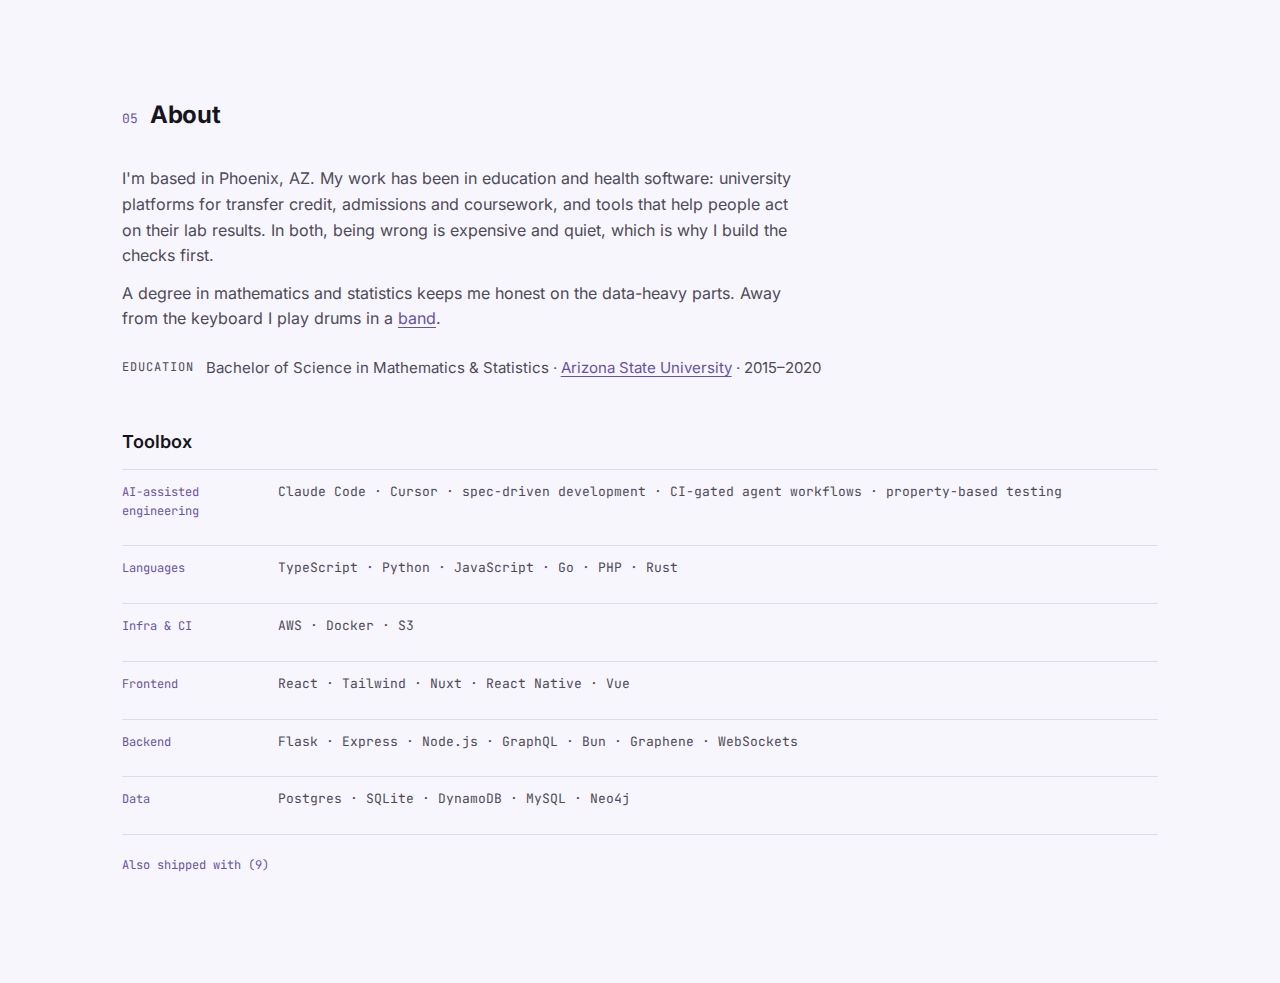 05 About
I'm based in Phoenix, AZ. My work has been in education and health software: university
platforms for transfer credit, admissions and coursework, and tools that help people act
on their lab results. In both, being wrong is expensive and quiet, which is why I build the
checks first.
A degree in mathematics and statistics keeps me honest on the data-heavy parts. Away
from the keyboard I play drums in a band.
EDUCATION Bachelor of Science in Mathematics & Statistics · Arizona State University · 2015–2020
Toolbox
AI-assisted
engineering
Claude Code · Cursor · spec-driven development · CI-gated agent workflows · property-based testing
Languages
TypeScript · Python · JavaScript · Go · PHP · Rust
Infra & CI
AWS · Docker · S3
Frontend
React · Tailwind · Nuxt · React Native · Vue
Backend
Flask · Express · Node.js · GraphQL · Bun · Graphene · WebSockets
Data
Postgres · SQLite · DynamoDB · MySQL · Neo4j
Also shipped with (9)